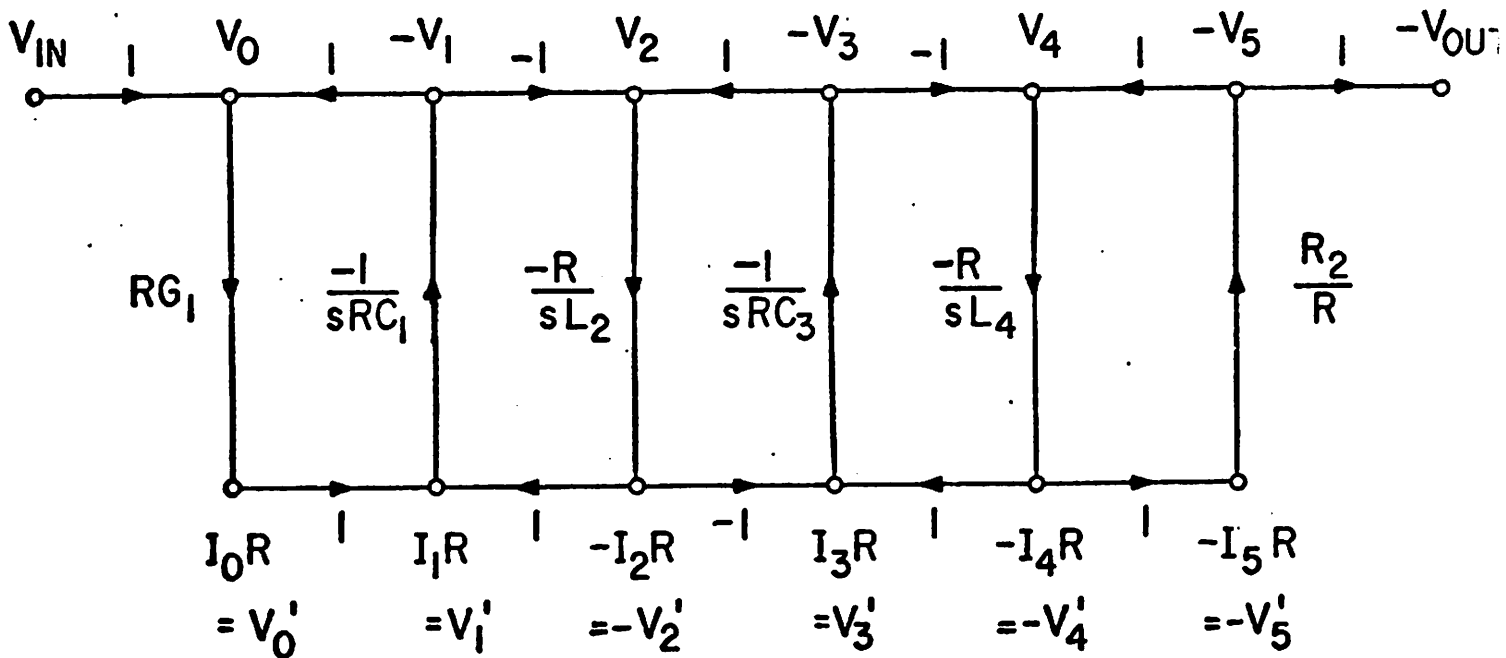 V_IN V_0 -V_1 V_2 -V_3 V_4 -V_5 -V_OUT
1 1 -1 1 -1 1 1
RG_1 -1/sRC_1 -R/sL_2 -1/sRC_3 -R/sL_4 R_2/R
1 1 -1 1 1
I_0R I_1R -I_2R I_3R -I_4R -I_5R
=V_0' =V_1' =-V_2' =V_3' =-V_4' =-V_5'